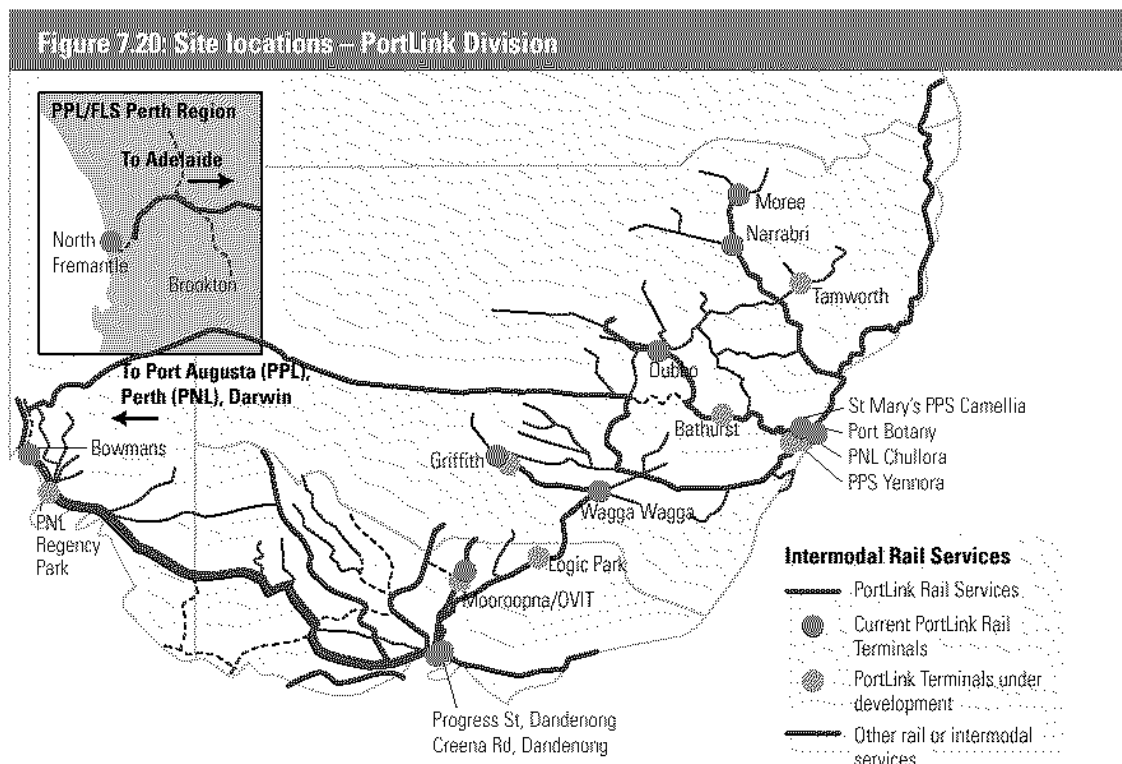 Figure 7.20: Site locations – PortLink Division
PPL/FLS Perth Region
To Adelaide
North
Fremantle
Brookton
Moree
Narrabri
Tamworth
To Port Augusta (PPL),
Perth (PNL), Darwin
Dubbo
Bathurst
St Mary's PPS Camellia
Port Botany
PNL Chullora
PPS Yennora
Bowmans
Griffith
Wagga Wagga
PNL
Regency
Park
Logic Park
Mooroopna/OVIT
Progress St, Dandenong
Creena Rd, Dandenong
Intermodal Rail Services
PortLink Rail Services
Current PortLink Rail
Terminals
PortLink Terminals under
development
Other rail or intermodal
services